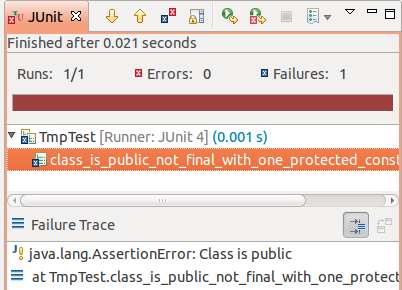 JUnit
Finished after 0.021 seconds
Runs: 1/1 Errors: 0 Failures: 1
TmpTest [Runner: JUnit 4] (0.001 s)
class_is_public_not_final_with_one_protected_const
Failure Trace
java.lang.AssertionError: Class is public
at TmpTest.class_is_public_not_final_with_one_protect